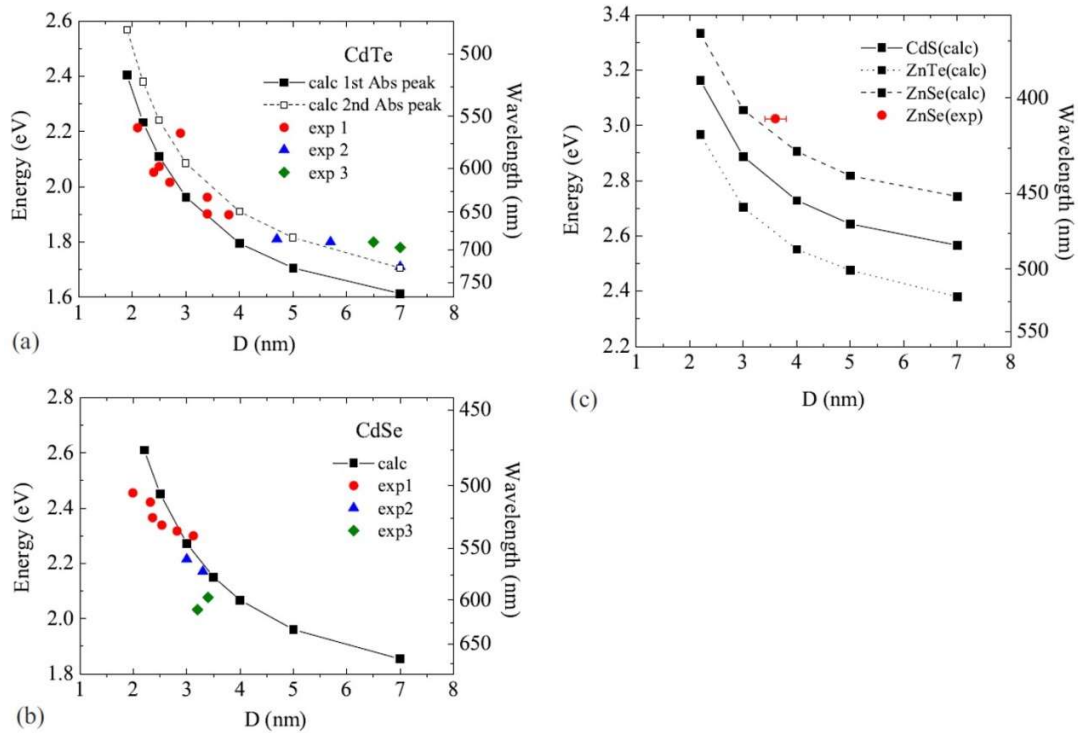 2.6
2.4
2.2
2.0
1.8
1.6
Energy (eV)
CdTe
calc 1st Abs peak
calc 2nd Abs peak
exp 1
exp 2
exp 3
500
550
600
650
700
750
Wavelength (nm)
1 2 3 4 5 6 7 8
D (nm)
(a)
3.4
3.2
3.0
2.8
2.6
2.4
2.2
Energy (eV)
CdS(calc)
ZnTe(calc)
ZnSe(calc)
ZnSe(exp)
400
450
500
550
Wavelength (nm)
1 2 3 4 5 6 7 8
D (nm)
(c)
2.8
2.6
2.4
2.2
2.0
1.8
Energy (eV)
CdSe
calc
exp1
exp2
exp3
450
500
550
600
650
Wavelength (nm)
1 2 3 4 5 6 7 8
D (nm)
(b)